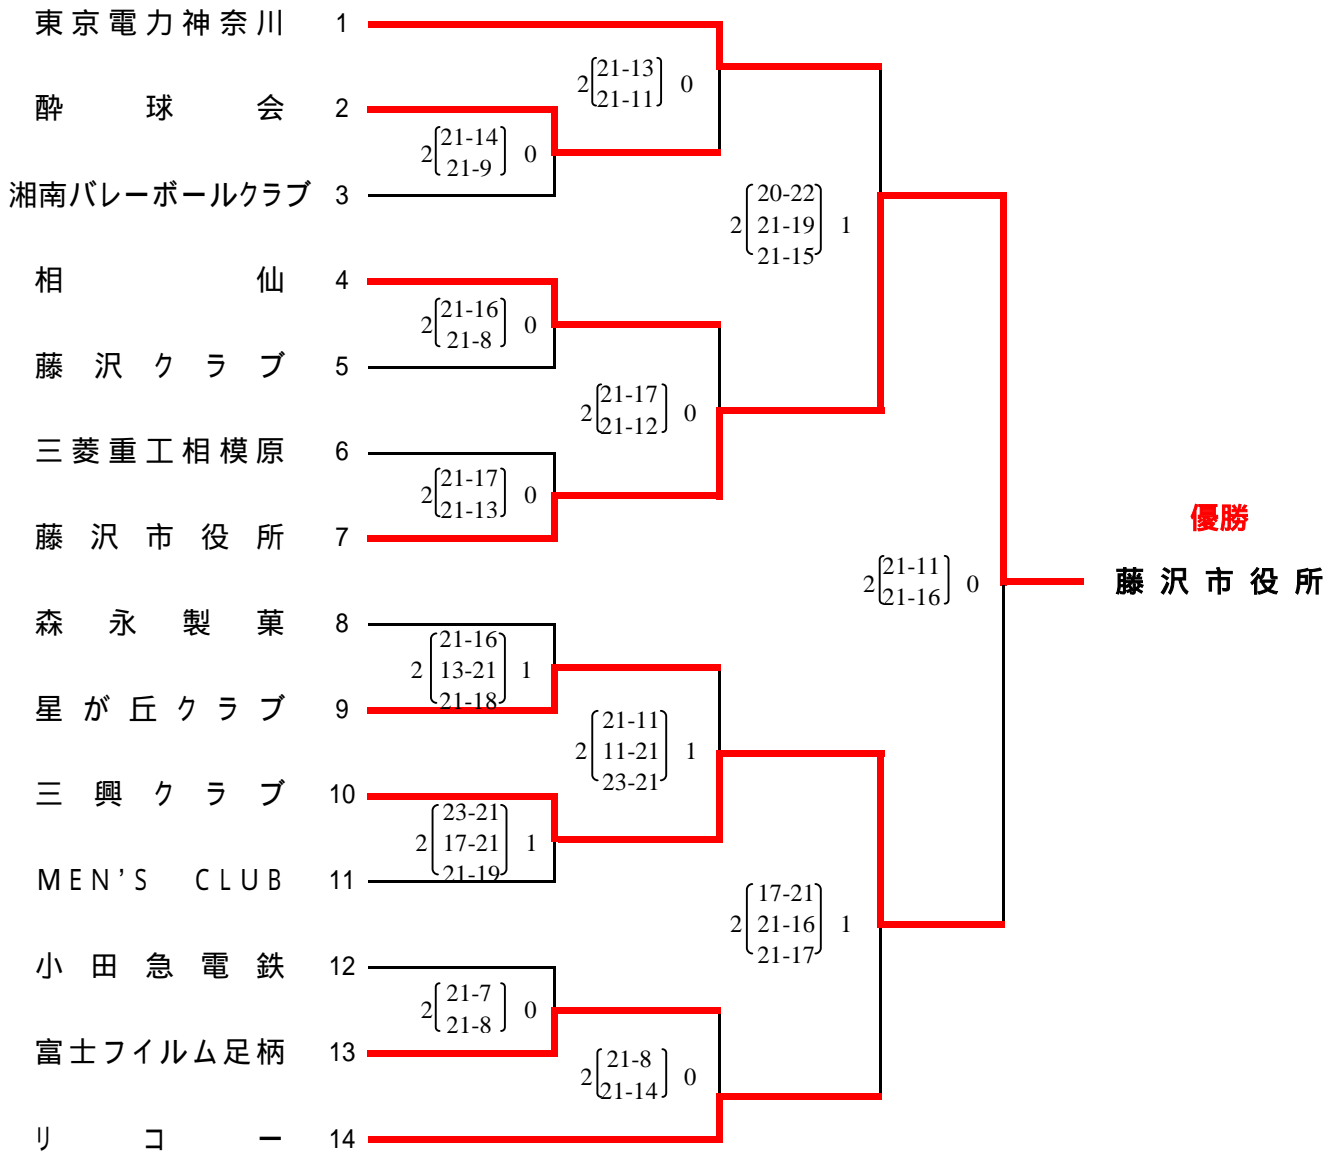 東京電力神奈川 1
2 21-13 0
21-11
酔球会 2
2 21-14 0
21-9
湘南バレーボールクラブ 3
20-22
2 21-19 1
21-15
相仙 4
2 21-16 0
21-8
藤沢クラブ 5
2 21-17 0
21-12
三菱重工相模原 6
2 21-17 0
21-13
藤沢市役所 7
優勝
藤沢市役所
2 21-11 0
21-16
森永製菓 8
21-16
2 13-21 1
21-18
星が丘クラブ 9
21-11
2 11-21 1
23-21
三興クラブ 10
23-21
2 17-21 1
21-19
MEN'S CLUB 11
17-21
2 21-16 1
21-17
小田急電鉄 12
2 21-7 0
21-8
富士フイルム足柄 13
2 21-8 0
21-14
リコー 14